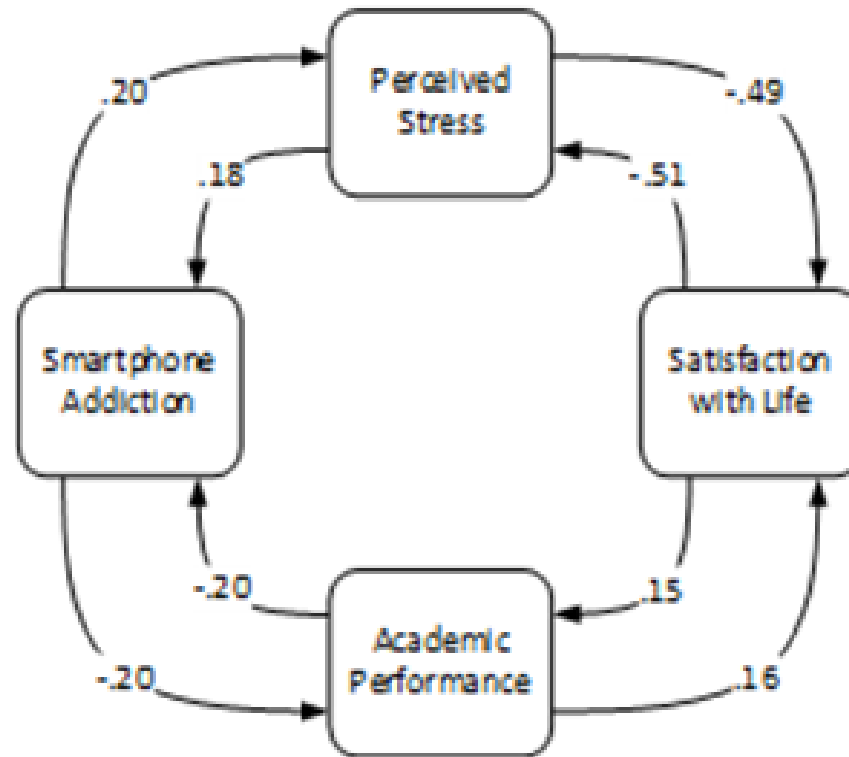 Perceived
Stress
.20
-.49
.18
-.51
Smartphone
Addiction
Satisfaction
with Life
-.20
.15
Academic
Performance
-.20
.16